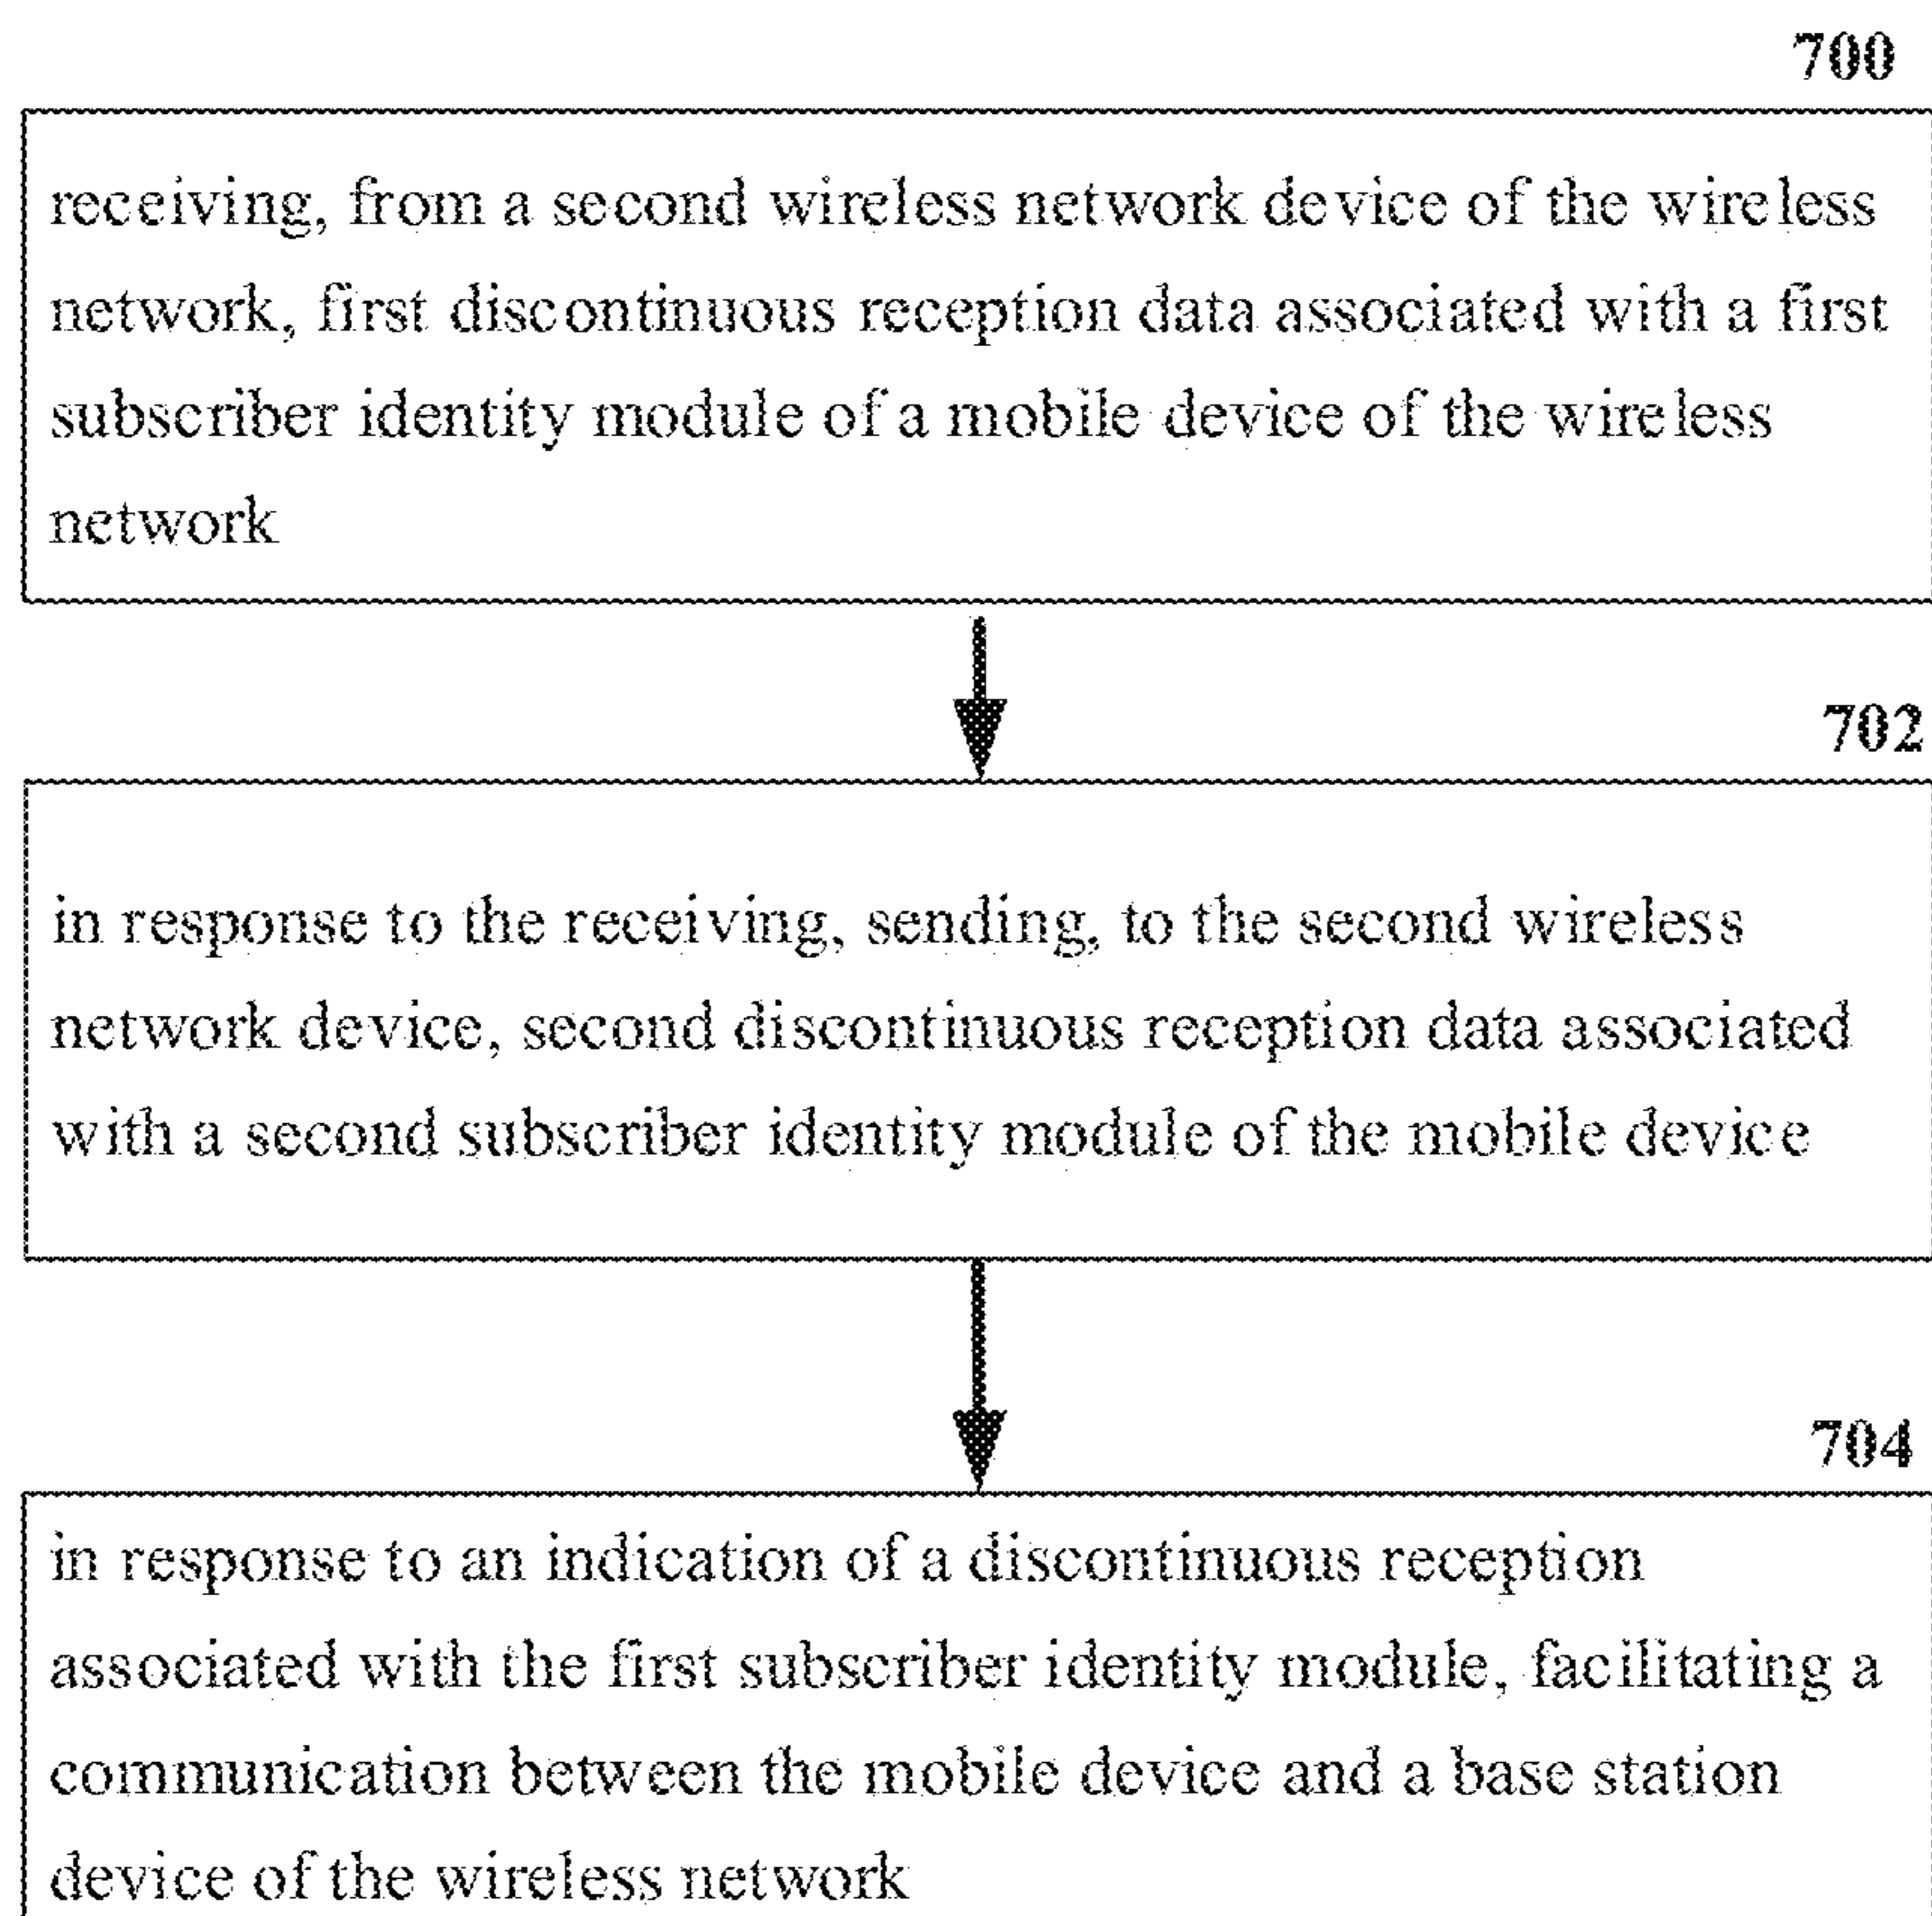 700
receiving, from a second wireless network device of the wireless
network, first discontinuous reception data associated with a first
subscriber identity module of a mobile device of the wireless
network
702
in response to the receiving, sending, to the second wireless
network device, second discontinuous reception data associated
with a second subscriber identity module of the mobile device
704
in response to an indication of a discontinuous reception
associated with the first subscriber identity module, facilitating a
communication between the mobile device and a base station
device of the wireless network